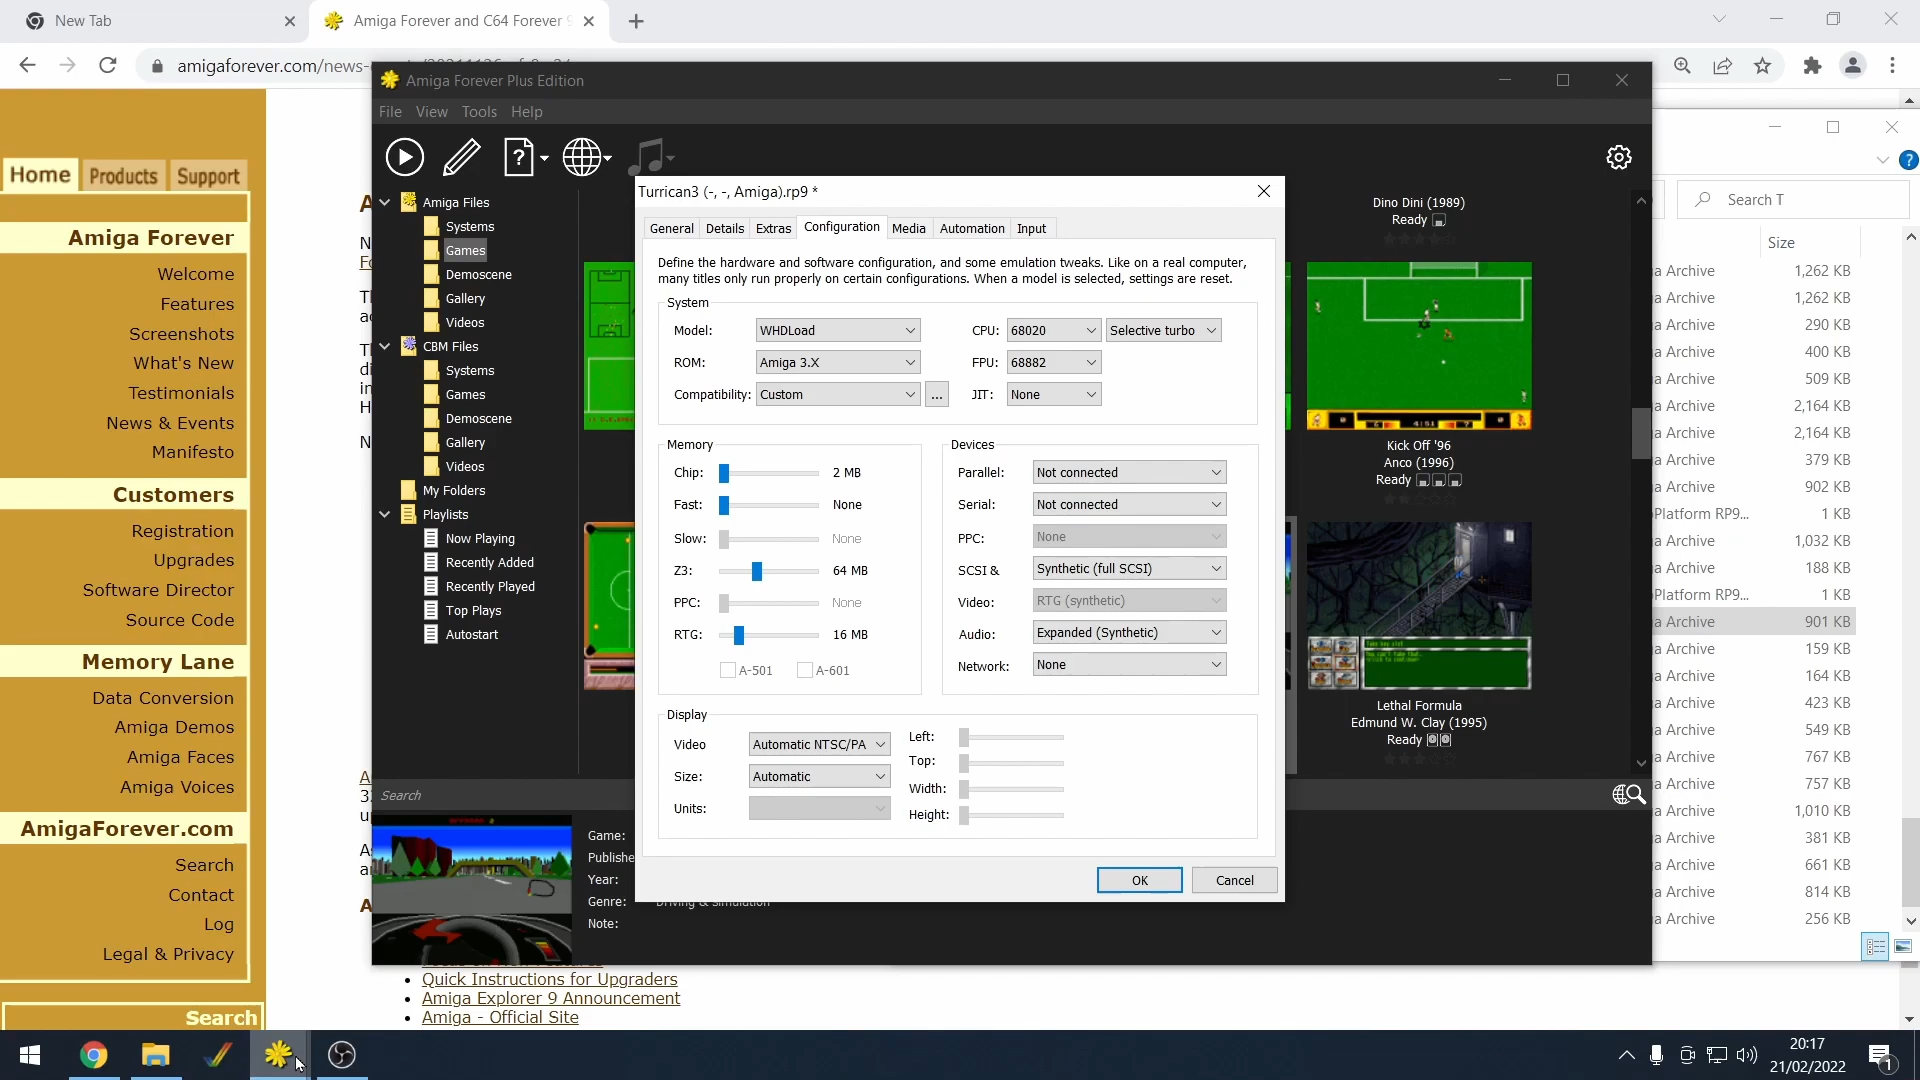 New Tab
Amiga Forever and C64 Forever 9
amigaforever.com/news-
Home
Products
Support
Amiga Forever
Welcome
Features
Screenshots
What's New
Testimonials
News & Events
Manifesto
Customers
Registration
Upgrades
Software Director
Source Code
Memory Lane
Data Conversion
Amiga Demos
Amiga Faces
Amiga Voices
AmigaForever.com
Search
Contact
Log
Legal & Privacy
Search
Quick Instructions for Upgraders
Amiga Explorer 9 Announcement
Amiga - Official Site
Amiga Forever Plus Edition
File View Tools Help
Amiga Files
Systems
Games
Demoscene
Gallery
Videos
CBM Files
Systems
Games
Demoscene
Gallery
Videos
My Folders
Playlists
Now Playing
Recently Added
Recently Played
Top Plays
Autostart
Search
Game:
Publishe
Year:
Genre:
Driving & simulation
Note:
Dino Dini (1989)
Ready
Kick Off '96
Anco (1996)
Ready
Lethal Formula
Edmund W. Clay (1995)
Ready
Turrican3 (-, -, Amiga).rp9 *
General Details Extras Configuration Media Automation Input
Define the hardware and software configuration, and some emulation tweaks. Like on a real computer,
many titles only run properly on certain configurations. When a model is selected, settings are reset.
System
Model: WHDLoad CPU: 68020 Selective turbo
ROM: Amiga 3.X FPU: 68882
Compatibility: Custom ... JIT: None
Memory
Chip: 2 MB
Fast: None
Slow: None
Z3: 64 MB
PPC: None
RTG: 16 MB
A-501 A-601
Devices
Parallel: Not connected
Serial: Not connected
PPC: None
SCSI & Synthetic (full SCSI)
Video: RTG (synthetic)
Audio: Expanded (Synthetic)
Network: None
Display
Video Automatic NTSC/PA
Size: Automatic
Units:
Left:
Top:
Width:
Height:
OK Cancel
Search T
Size
a Archive 1,262 KB
a Archive 1,262 KB
a Archive 290 KB
a Archive 400 KB
a Archive 509 KB
a Archive 2,164 KB
a Archive 2,164 KB
a Archive 379 KB
a Archive 902 KB
Platform RP9... 1 KB
a Archive 1,032 KB
a Archive 188 KB
Platform RP9... 1 KB
a Archive 901 KB
a Archive 159 KB
a Archive 164 KB
a Archive 423 KB
a Archive 549 KB
a Archive 767 KB
a Archive 757 KB
a Archive 1,010 KB
a Archive 381 KB
a Archive 661 KB
a Archive 814 KB
a Archive 256 KB
20:17
21/02/2022
1